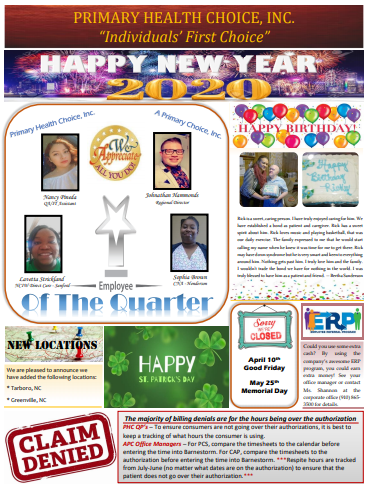 PRIMARY HEALTH CHOICE, INC.
"Individuals' First Choice"
HAPPY NEW YEAR
2020
Primary Health Choice, Inc.
A Primary Choice, Inc.
We
Appreciate
ALL YOU DO!
Nancy Pineda
QA/IT Assistant
Johnathan Hammonds
Regional Director
Loretta Strickland
NC/IW Direct Care - Sanford
Sophia Brown
CNA - Henderson
Employee
Of The Quarter
HAPPY BIRTHDAY!
Happy
Birthday
Ricky
Rick is a sweet, caring person. I have truly enjoyed caring for him. We
have established a bond as patient and caregiver. Rick has a sweet
spirit about him. Rick loves music and playing basketball, that was
our daily exercise. The family expressed to me that he would start
calling my name when he knew it was time for me to get there. Rick
may have down syndrome but he is very smart and knows everything
around him. Nothing gets past him. I truly love him and the family.
I wouldn't trade the bond we have for nothing in the world. I was
truly blessed to have him as a patient and friend. ~ Bertha Sanderson
NEW LOCATIONS
We are pleased to announce we
have added the following locations:
* Tarboro, NC
* Greenville, NC
HAPPY
ST. PATRICK'S DAY
Sorry
we're
CLOSED
April 10th
Good Friday
May 25th
Memorial Day
ERP
EMPLOYEE REFERRAL PROGRAM
Could you use some extra
cash? By using the
company's awesome ERP
program, you could earn
extra money! See your
office manager or contact
Ms. Shannon at the
corporate office (910) 865-
3500 for details.
CLAIM
DENIED
The majority of billing denials are for the hours being over the authorization
PHC QP's – To ensure consumers are not going over their authorizations, it is best to
keep a tracking of what hours the consumer is using.
APC Office Managers – For PCS, compare the timesheets to the calendar before
entering the time into Barnestorm. For CAP, compare the timesheets to the
authorization before entering the time into Barnestorm. ***Respite hours are tracked
from July-June (no matter what dates are on the authorization) to ensure that the
patient does not go over their authorization.***